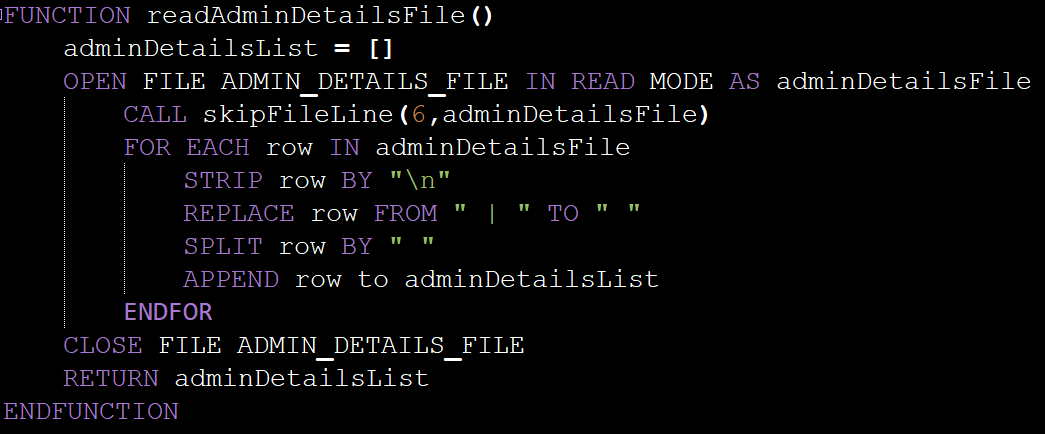 FUNCTION readAdminDetailsFile()
adminDetailsList = []
OPEN FILE ADMIN_DETAILS_FILE IN READ MODE AS adminDetailsFile
CALL skipFileLine(6,adminDetailsFile)
FOR EACH row IN adminDetailsFile
STRIP row BY "\n"
REPLACE row FROM " | " TO " "
SPLIT row BY " "
APPEND row to adminDetailsList
ENDFOR
CLOSE FILE ADMIN_DETAILS_FILE
RETURN adminDetailsList
ENDFUNCTION